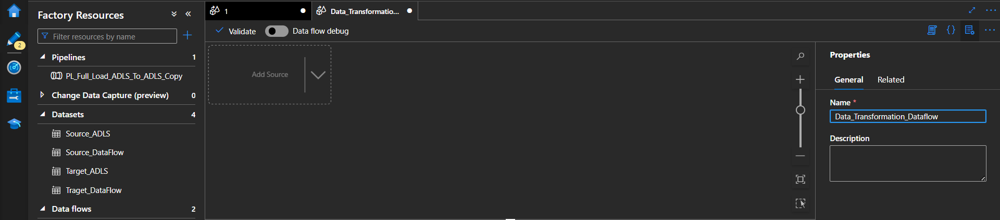 Factory Resources
Filter resources by name
2
Pipelines 1
PL_Full_Load_ADLS_To_ADLS_Copy
Change Data Capture (preview) 0
Datasets 4
Source_ADLS
Source_DataFlow
Target_ADLS
Traget_DataFlow
Data flows 2
1
Data_Transformatio...
Validate
Data flow debug
Add Source
Properties
General Related
Name *
Data_Transformation_Dataflow
Description